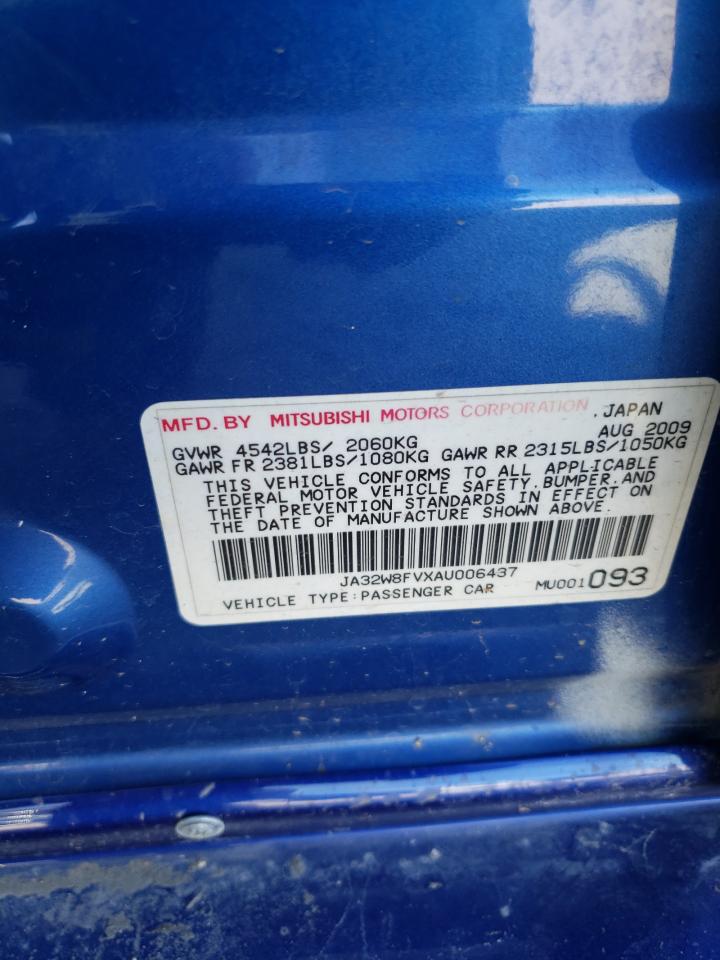 MFD. BY MITSUBISHI MOTORS CORPORATION, JAPAN
AUG 2009
GVWR 4542LBS/ 2060KG
GAWR FR 2381LBS/1080KG GAWR RR 2315LBS/1050KG
THIS VEHICLE CONFORMS TO ALL APPLICABLE
FEDERAL MOTOR VEHICLE SAFETY, BUMPER, AND
THEFT PREVENTION STANDARDS IN EFFECT ON
THE DATE OF MANUFACTURE SHOWN ABOVE.
JA32W8FVXAU006437
VEHICLE TYPE:PASSENGER CAR MU001093